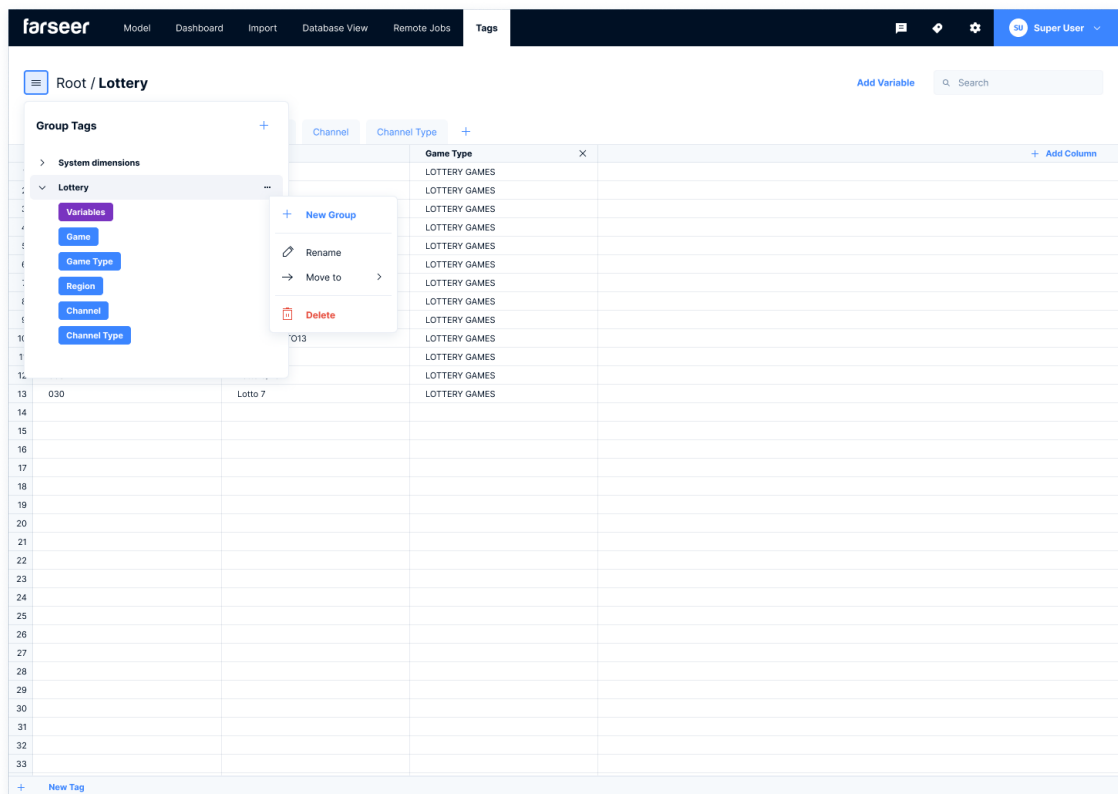 farseer Model Dashboard Import Database View Remote Jobs Tags SU Super User
Root / Lottery Add Variable Search
Group Tags
Channel Channel Type
Game Type + Add Column
System dimensions LOTTERY GAMES
Lottery ... LOTTERY GAMES
Variables New Group LOTTERY GAMES
LOTTERY GAMES
Game LOTTERY GAMES
Game Type Rename LOTTERY GAMES
Region Move to LOTTERY GAMES
LOTTERY GAMES
Channel Delete LOTTERY GAMES
10 Channel Type TO13 LOTTERY GAMES
LOTTERY GAMES
12 LOTTERY GAMES
13 030 Lotto 7 LOTTERY GAMES
14
15
16
17
18
19
20
21
22
23
24
25
26
27
28
29
30
31
32
33
+ New Tag